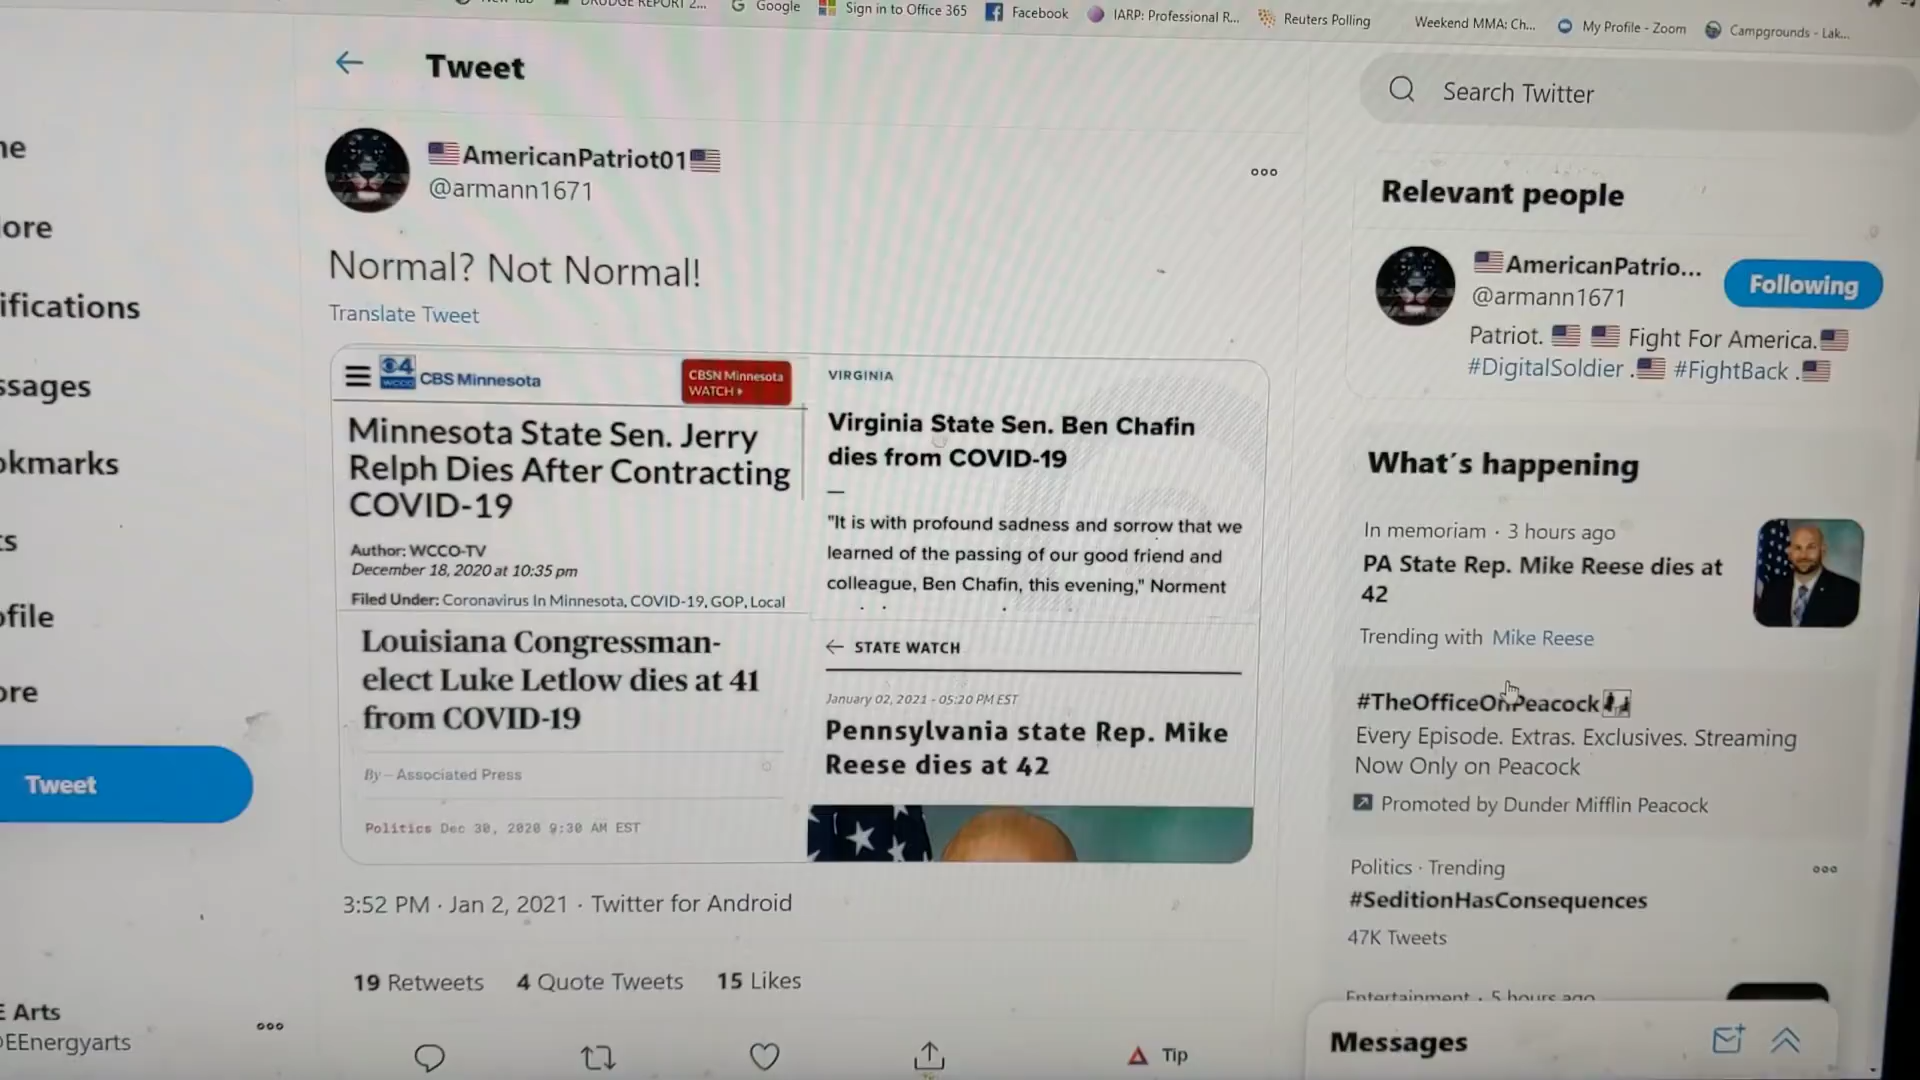 DRUDGE REPORT 2...
Google
Sign in to Office 365
Facebook
IARP: Professional R...
Reuters Polling
Weekend MMA: Ch...
My Profile - Zoom
Campgrounds - Lak...
Tweet
Search Twitter
AmericanPatriot01
@armann1671
Normal? Not Normal!
Translate Tweet
4
WCCO
CBS Minnesota
CBSN Minnesota
WATCH
Minnesota State Sen. Jerry
Relph Dies After Contracting
COVID-19
Author: WCCO-TV
December 18, 2020 at 10:35 pm
Filed Under: Coronavirus In Minnesota, COVID-19, GOP, Local
VIRGINIA
Virginia State Sen. Ben Chafin
dies from COVID-19
"It is with profound sadness and sorrow that we
learned of the passing of our good friend and
colleague, Ben Chafin, this evening," Norment
Louisiana Congressman-
elect Luke Letlow dies at 41
from COVID-19
By — Associated Press
Politics Dec 30, 2020 9:30 AM EST
STATE WATCH
January 02, 2021 - 05:20 PM EST
Pennsylvania state Rep. Mike
Reese dies at 42
3:52 PM · Jan 2, 2021 · Twitter for Android
19 Retweets 4 Quote Tweets 15 Likes
Tip
Relevant people
AmericanPatrio...
@armann1671
Following
Patriot. Fight For America.
#DigitalSoldier . #FightBack .
What's happening
In memoriam · 3 hours ago
PA State Rep. Mike Reese dies at
42
Trending with Mike Reese
#TheOfficeOnPeacock
Every Episode. Extras. Exclusives. Streaming
Now Only on Peacock
Promoted by Dunder Mifflin Peacock
Politics · Trending
#SeditionHasConsequences
47K Tweets
Entertainment · 5 hours ago
Messages
ne
ore
ifications
ssages
okmarks
ts
ofile
ore
Tweet
E Arts
@EEnergyarts